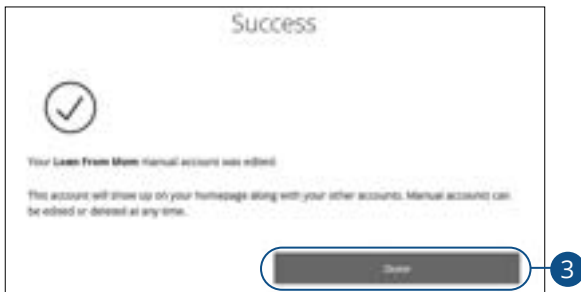 Success
Your Loan From Mom manual account was edited
This account will show up on your homepage along with your other accounts. Manual accounts can
be edited or deleted at any time.
Done
3